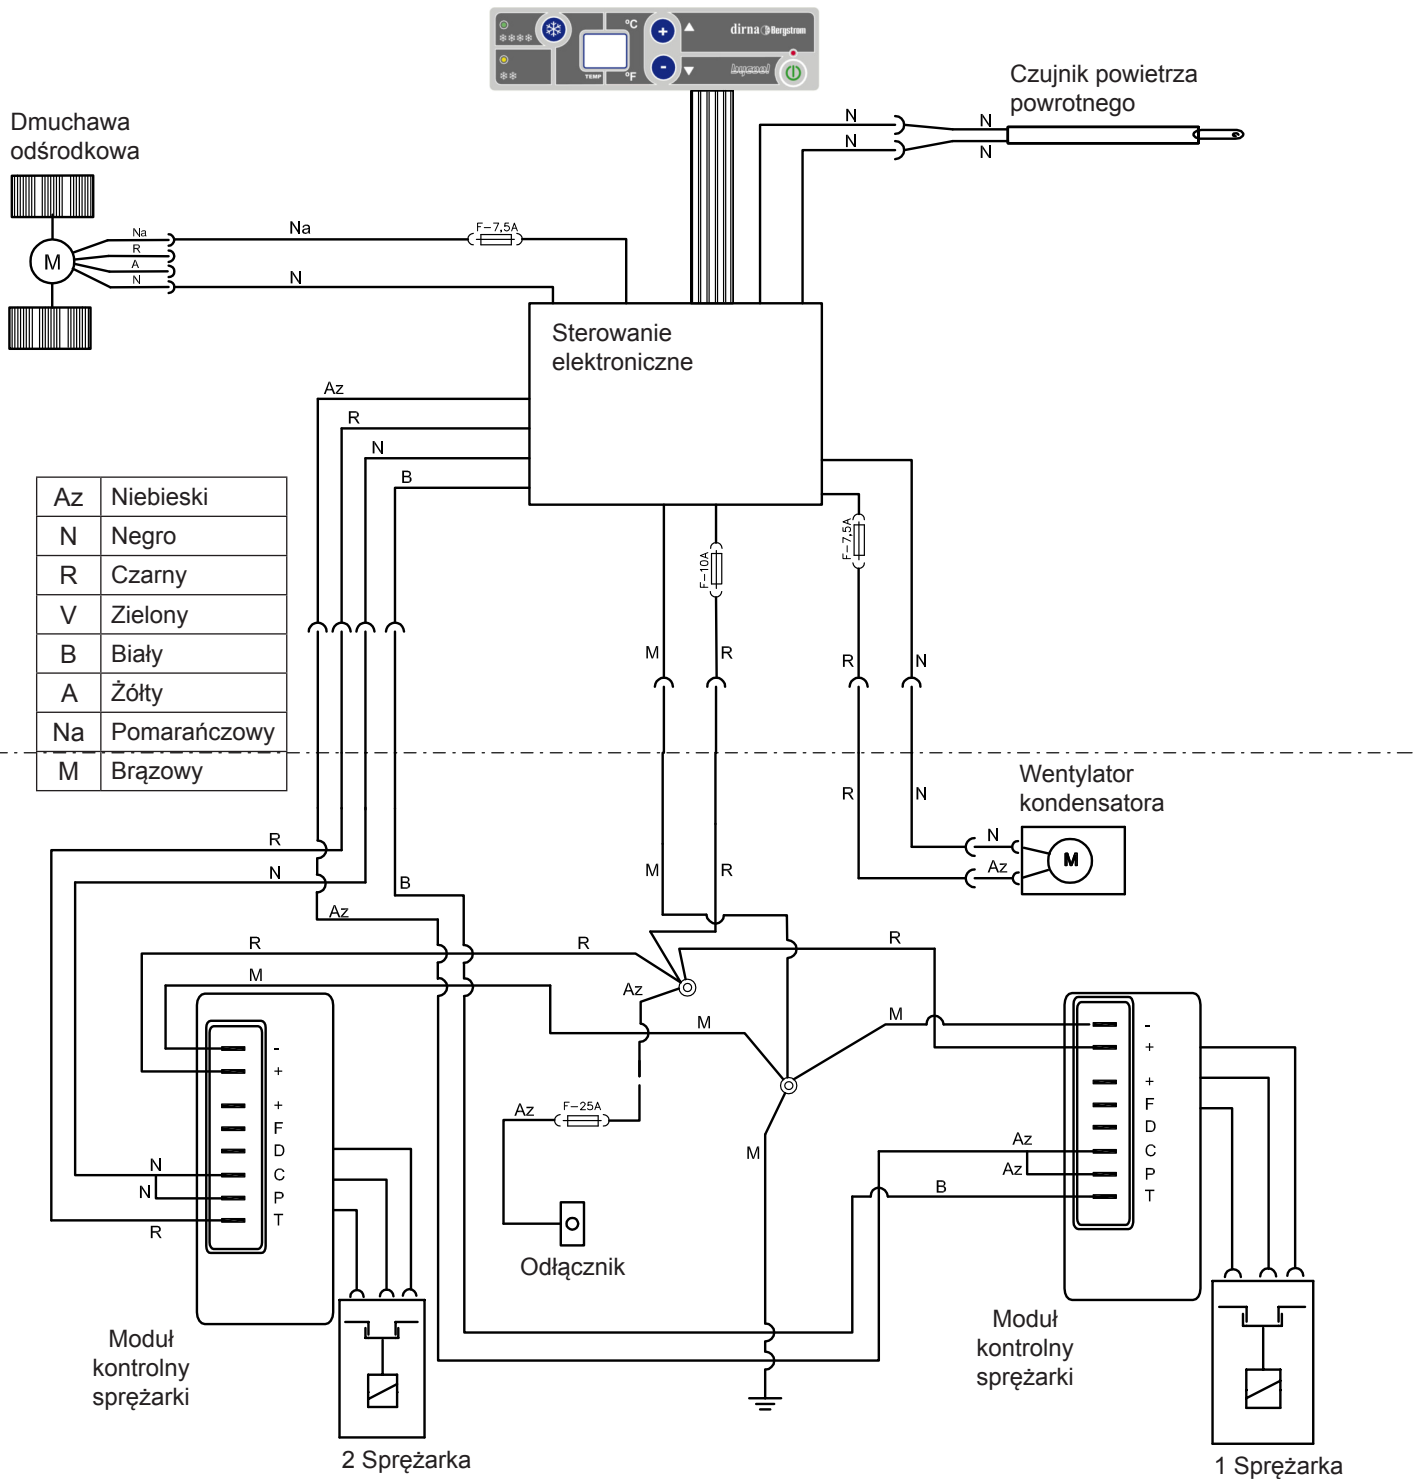 °C
°F
TEMP
dirna Bergstrom
bycool
+
-
Czujnik powietrza
powrotnego
N
N
N
N
Dmuchawa
odśrodkowa
M
Na
R
A
N
Na
N
F-7,5A
Sterowanie
elektroniczne
Az
R
N
B
Az Niebieski
N Negro
R Czarny
V Zielony
B Biały
A Żółty
Na Pomarańczowy
M Brązowy
F-10A
F-7,5A
M
R
R
N
R
N
Wentylator
kondensatora
N
Az
M
R
N
B
Az
M
R
R
R
R
M
Az
M
M
Az
F-25A
M
Odłącznik
-
+
+
F
D
C
P
T
N
N
R
Moduł
kontrolny
sprężarki
2 Sprężarka
-
+
+
F
D
C
P
T
Az
Az
B
Moduł
kontrolny
sprężarki
1 Sprężarka